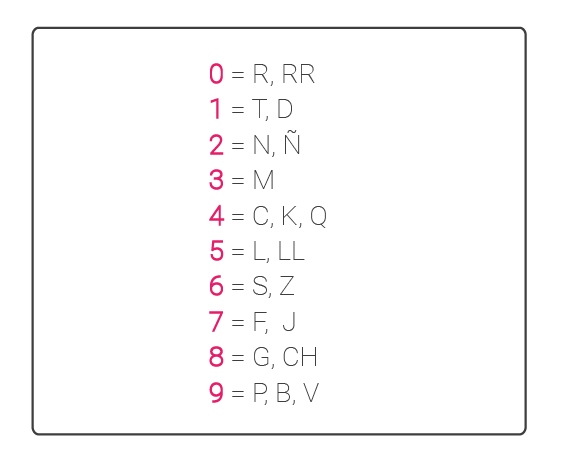 0 = R, RR
1 = T, D
2 = N, Ñ
3 = M
4 = C, K, Q
5 = L, LL
6 = S, Z
7 = F, J
8 = G, CH
9 = P, B, V